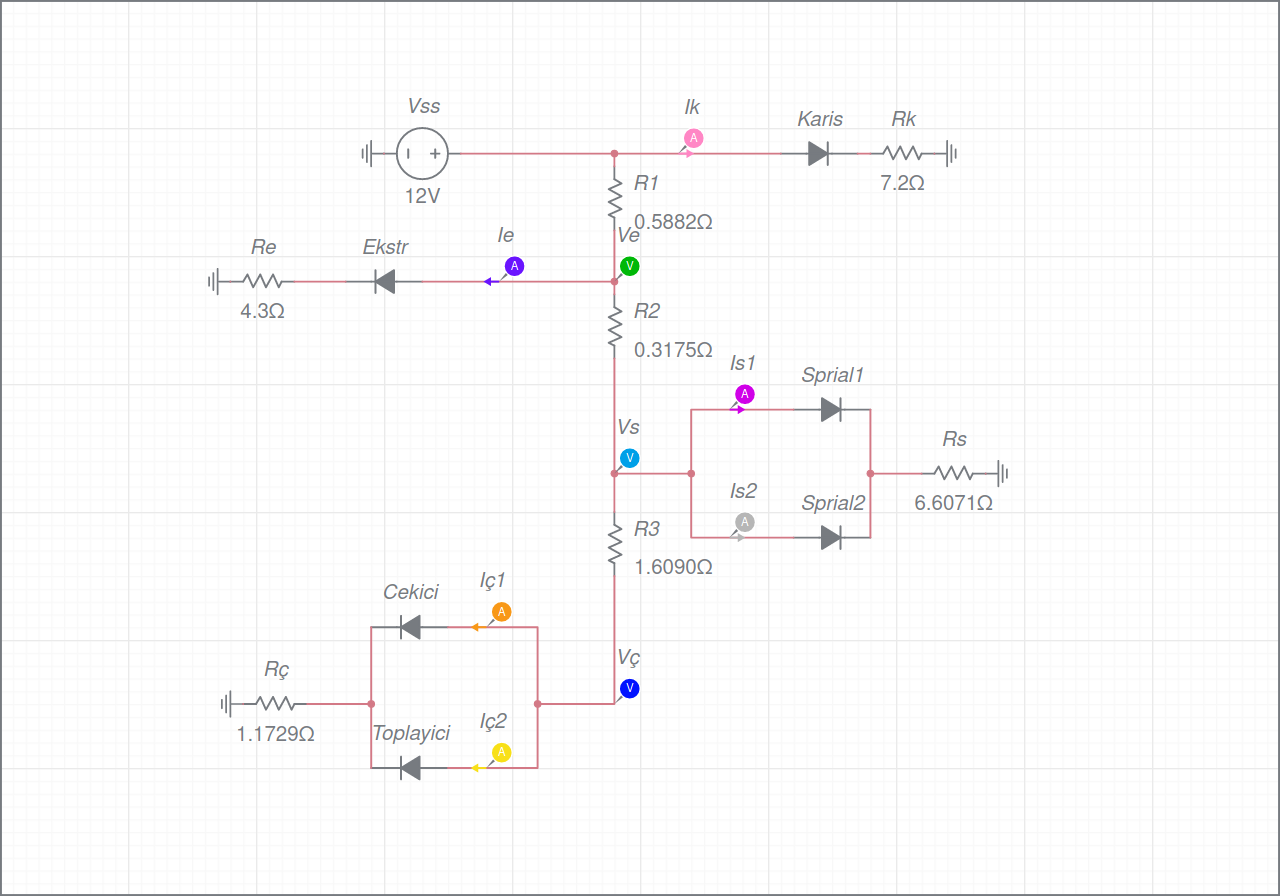 Vss
12V
Ik
A
Karis
Rk
7.2Ω
R1
0.5882Ω
Re
4.3Ω
Ekstr
Ie
A
Ve
V
R2
0.3175Ω
Is1
A
Sprial1
Vs
V
Rs
6.6071Ω
Is2
A
Sprial2
R3
1.6090Ω
Cekici
Iç1
A
Rç
1.1729Ω
Vç
V
Toplayici
Iç2
A